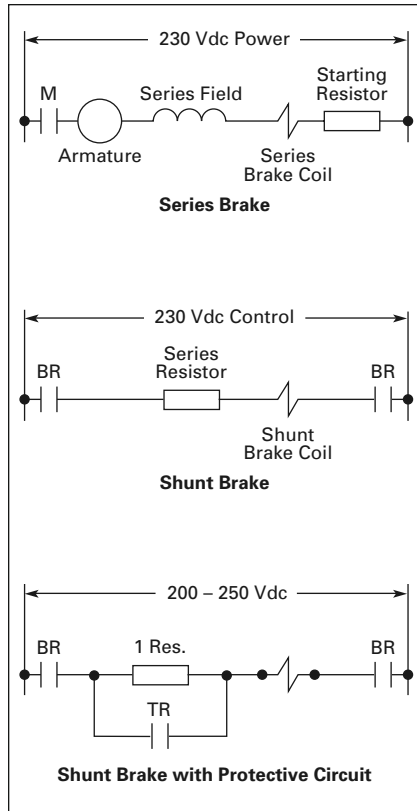 230 Vdc Power
M
Series Field
Starting
Resistor
Armature
Series
Brake Coil
Series Brake
230 Vdc Control
BR
Series
Resistor
BR
Shunt
Brake Coil
Shunt Brake
200 – 250 Vdc
BR
1 Res.
BR
TR
Shunt Brake with Protective Circuit